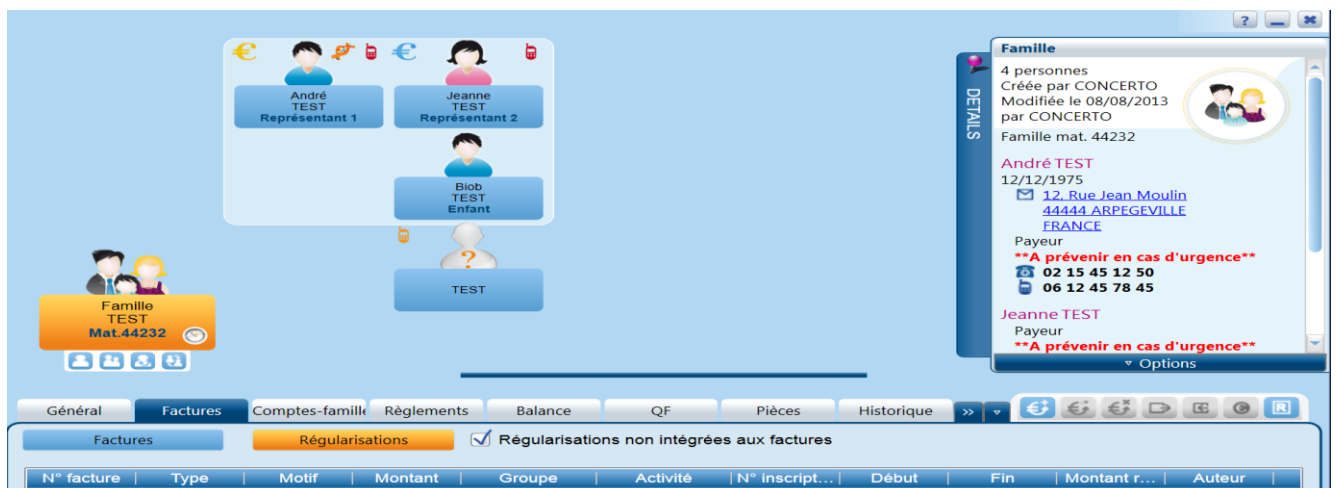 André
TEST
Représentant 1
Jeanne
TEST
Représentant 2
Biob
TEST
Enfant
?
TEST
Famille
TEST
Mat.44232
?
DETAILS
Famille
4 personnes
Créée par CONCERTO
Modifiée le 08/08/2013
par CONCERTO
Famille mat. 44232
André TEST
12/12/1975
12, Rue Jean Moulin
44444 ARPEGEVILLE
FRANCE
Payeur
**A prévenir en cas d'urgence**
02 15 45 12 50
06 12 45 78 45
Jeanne TEST
Payeur
**A prévenir en cas d'urgence**
Options
Général Factures Comptes-famille Règlements Balance QF Pièces Historique » R
Factures Régularisations Régularisations non intégrées aux factures
N° facture Type Motif Montant Groupe Activité N° inscript... Début Fin Montant r... Auteur